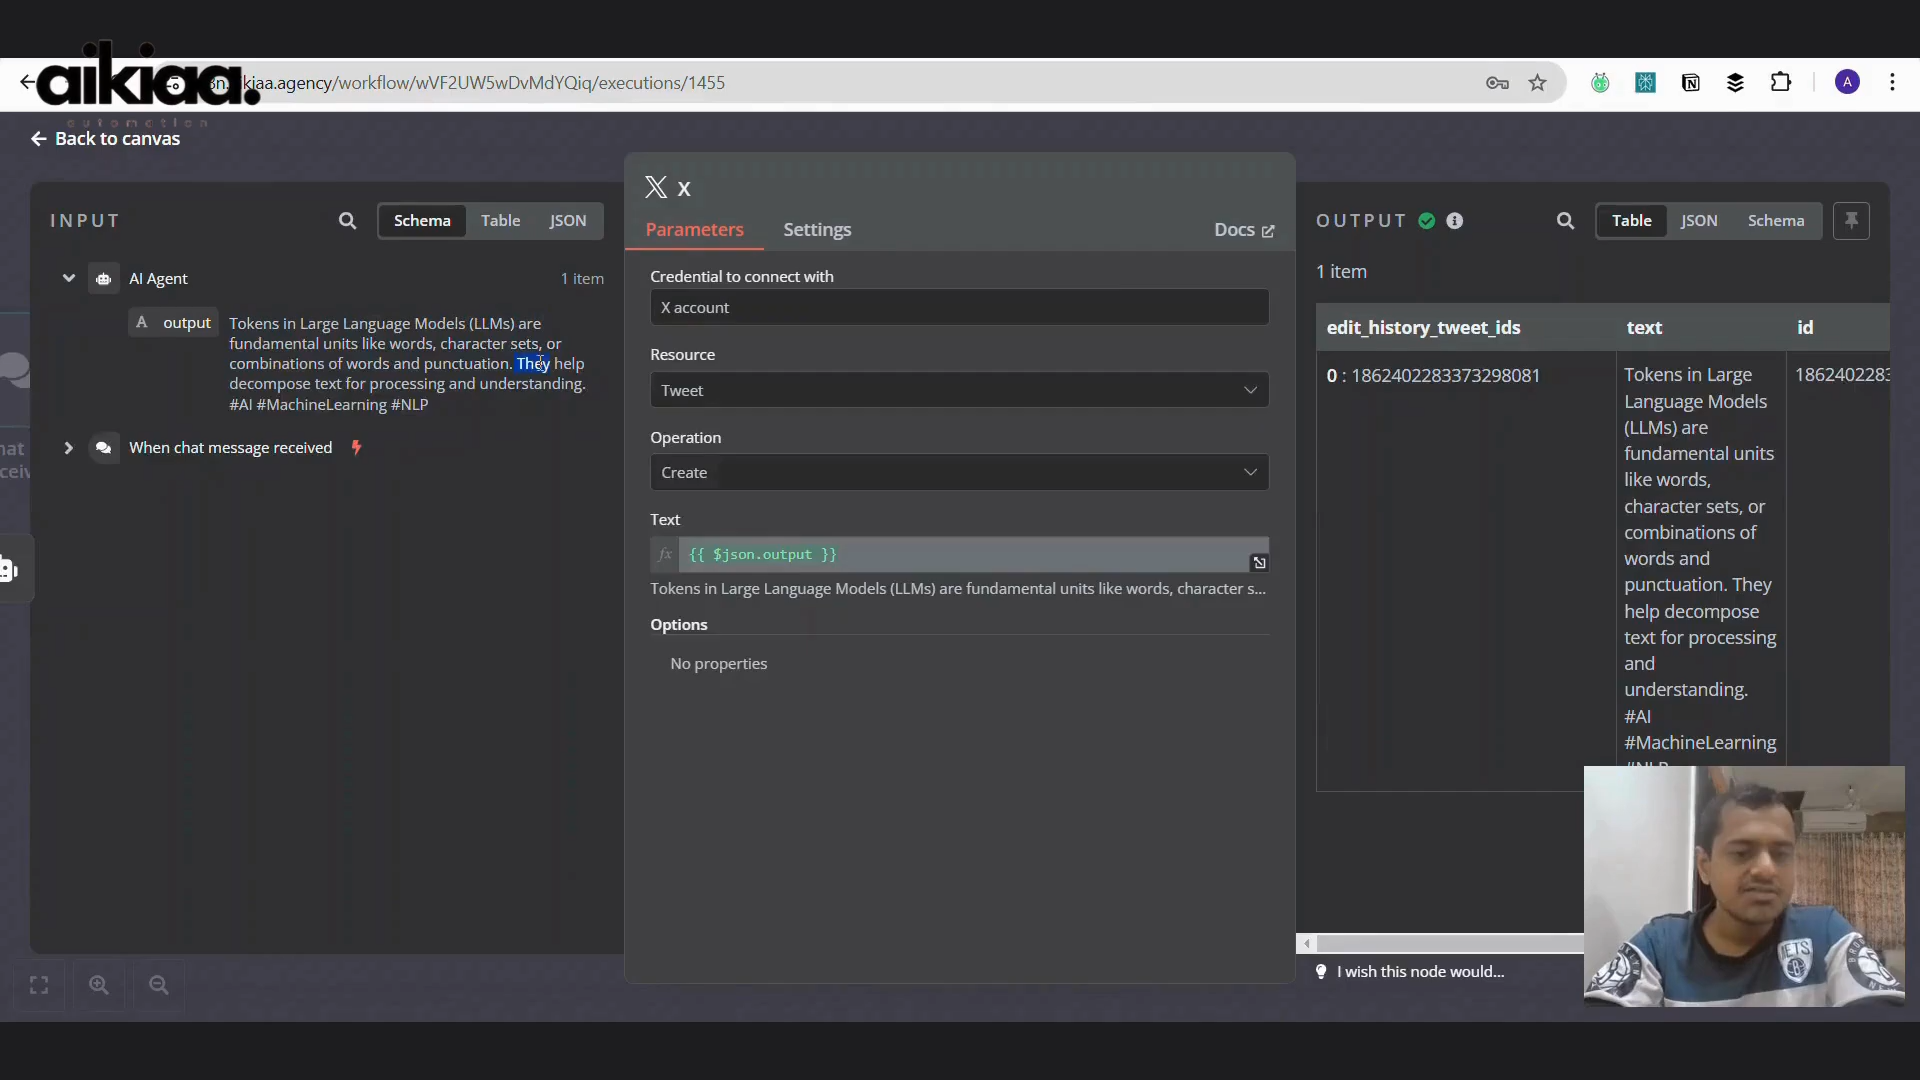 aikiaa.
automation
kiaa.agency/workflow/wVF2UW5wDvMdYQiq/executions/1455
A
Back to canvas
INPUT
Schema
Table
JSON
AI Agent
1 item
A output
Tokens in Large Language Models (LLMs) are
fundamental units like words, character sets, or
combinations of words and punctuation. They help
decompose text for processing and understanding.
#AI #MachineLearning #NLP
When chat message received
X
Parameters
Settings
Docs
Credential to connect with
X account
Resource
Tweet
Operation
Create
Text
fx {{ $json.output }}
Tokens in Large Language Models (LLMs) are fundamental units like words, character s...
Options
No properties
OUTPUT
Table
JSON
Schema
1 item
edit_history_tweet_ids
text
id
0 : 1862402283373298081
Tokens in Large
Language Models
(LLMs) are
fundamental units
like words,
character sets, or
combinations of
words and
punctuation. They
help decompose
text for processing
and
understanding.
#AI
#MachineLearning
#NLP
1862402283
I wish this node would...
NETS
B